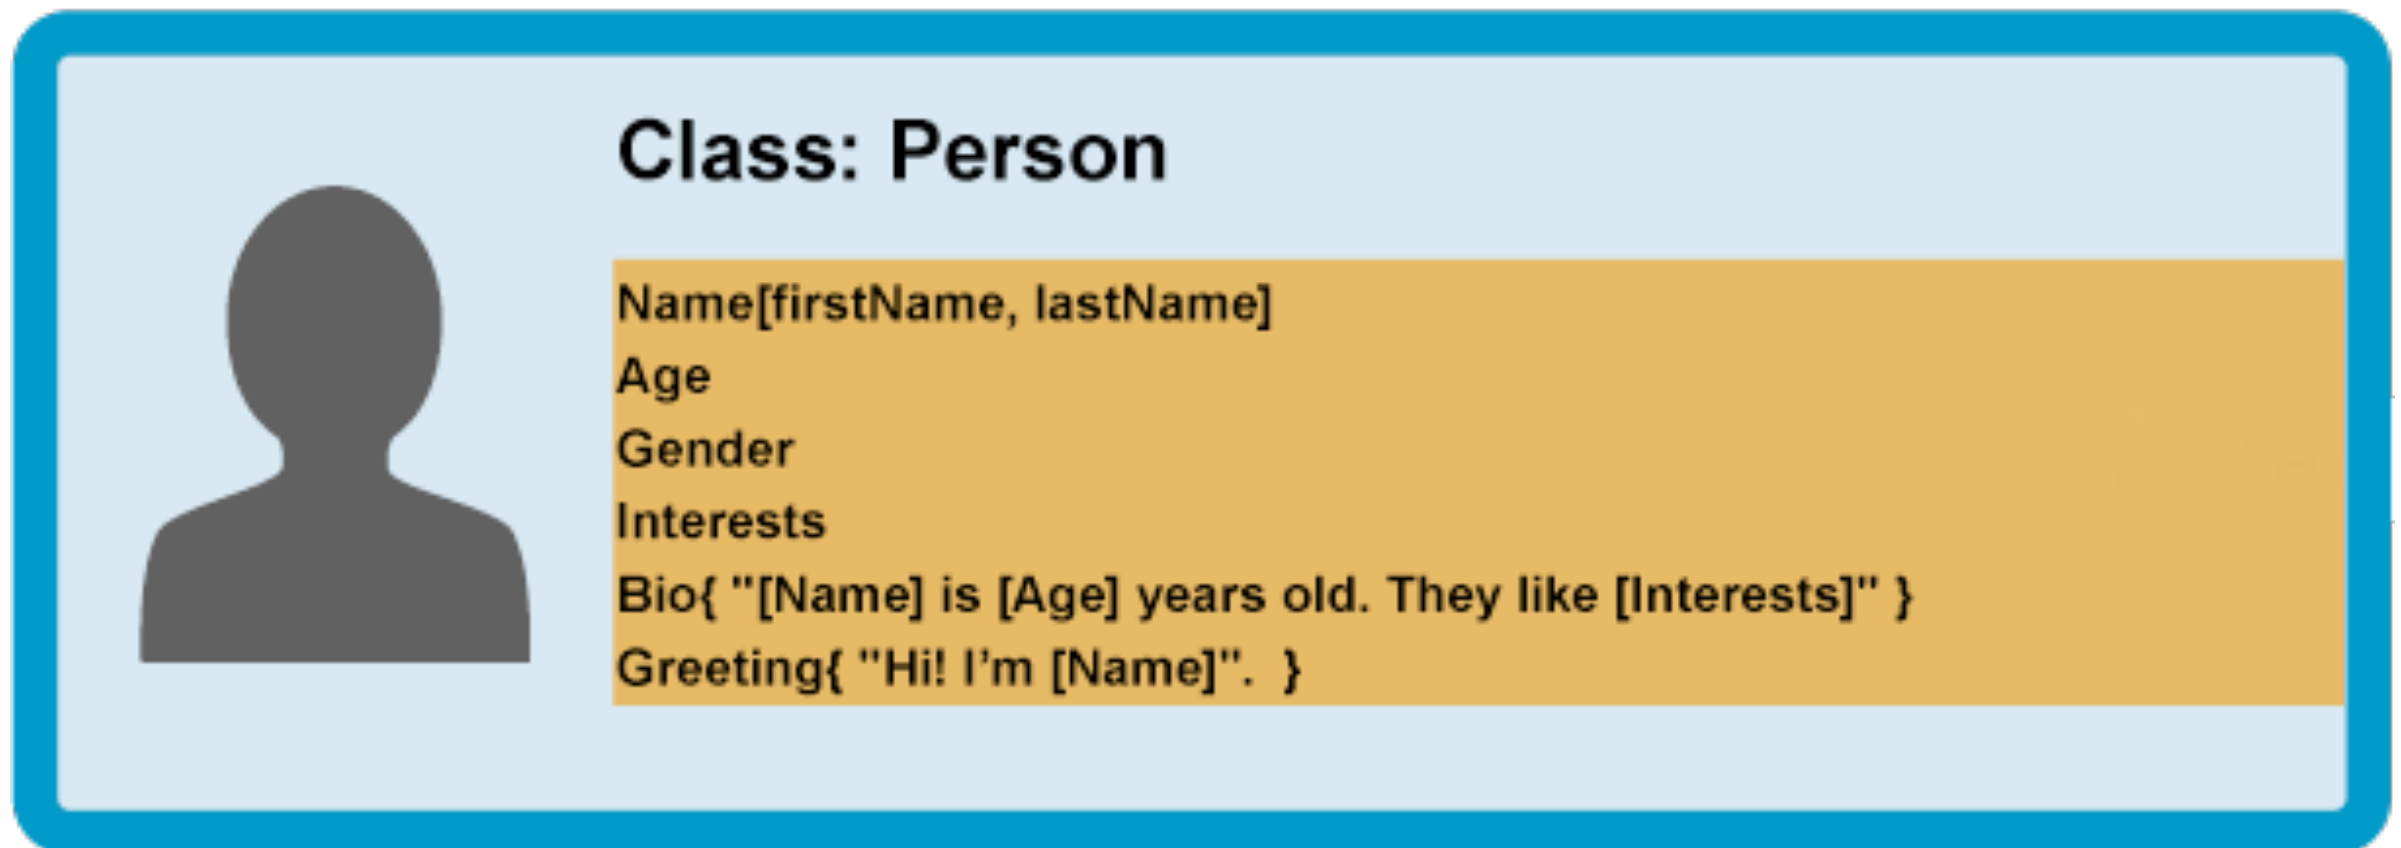 Class: Person
Name[firstName, lastName]
Age
Gender
Interests
Bio{ "[Name] is [Age] years old. They like [Interests]" }
Greeting{ "Hi! I’m [Name]".  }